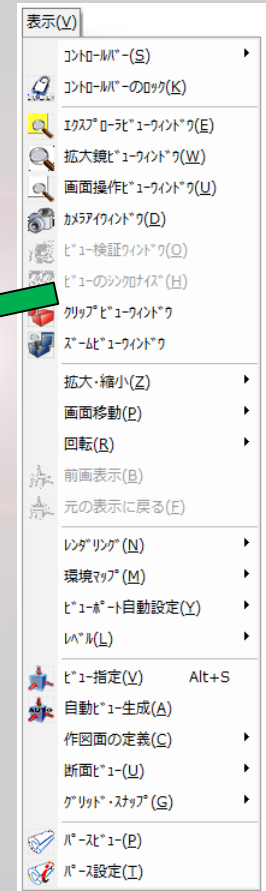 表示(V)
ｺﾝﾄﾛｰﾙﾊﾞｰ(S)
ｺﾝﾄﾛｰﾙﾊﾞｰのﾛｯｸ(K)
ｴｸｽﾌﾟﾛｰﾗﾋﾞｭｰｳｨﾝﾄﾞｳ(E)
拡大鏡ﾋﾞｭｰｳｨﾝﾄﾞｳ(W)
画面操作ﾋﾞｭｰｳｨﾝﾄﾞｳ(U)
ｶﾒﾗｱｲｳｨﾝﾄﾞｳ(D)
ﾋﾞｭｰ検証ｳｨﾝﾄﾞｳ(O)
ﾋﾞｭｰのｼﾝｸﾛﾅｲｽﾞ(H)
ｸﾘｯﾌﾟﾋﾞｭｰｳｨﾝﾄﾞｳ
ｽﾞｰﾑﾋﾞｭｰｳｨﾝﾄﾞｳ
拡大･縮小(Z)
画面移動(P)
回転(R)
前画表示(B)
元の表示に戻る(F)
ﾚﾝﾀﾞﾘﾝｸﾞ(N)
環境ﾏｯﾌﾟ(M)
ﾋﾞｭｰﾎﾟｰﾄ自動設定(Y)
ﾚﾍﾞﾙ(L)
ﾋﾞｭｰ指定(V) Alt+S
AUTO 自動ﾋﾞｭｰ生成(A)
作図面の定義(C)
断面ﾋﾞｭｰ(U)
ｸﾞﾘｯﾄﾞ･ｽﾅｯﾌﾟ(G)
ﾊﾟｰｽﾋﾞｭｰ(P)
ﾊﾟｰｽ設定(T)